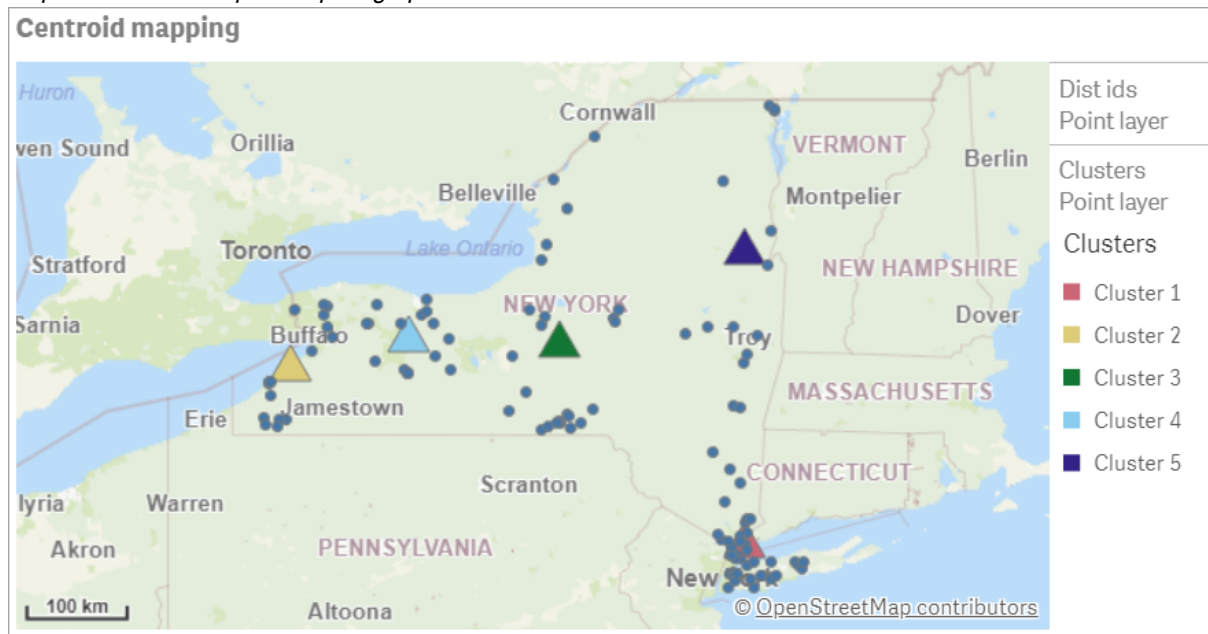 Centroid mapping
Huron
Cornwall
Dist ids
Point layer
wen Sound
Orillia
VERMONT
Berlin
Belleville
Montpelier
Clusters
Point layer
Toronto
Lake Ontario
Clusters
Stratford
NEW HAMPSHIRE
Cluster 1
NEW YORK
Sarnia
Buffalo
Troy
Dover
Cluster 2
Cluster 3
MASSACHUSETTS
Erie
Jamestown
Cluster 4
CONNECTICUT
Cluster 5
Scranton
lyria
Warren
Akron
PENNSYLVANIA
New York
100 km
Altoona
© OpenStreetMap contributors